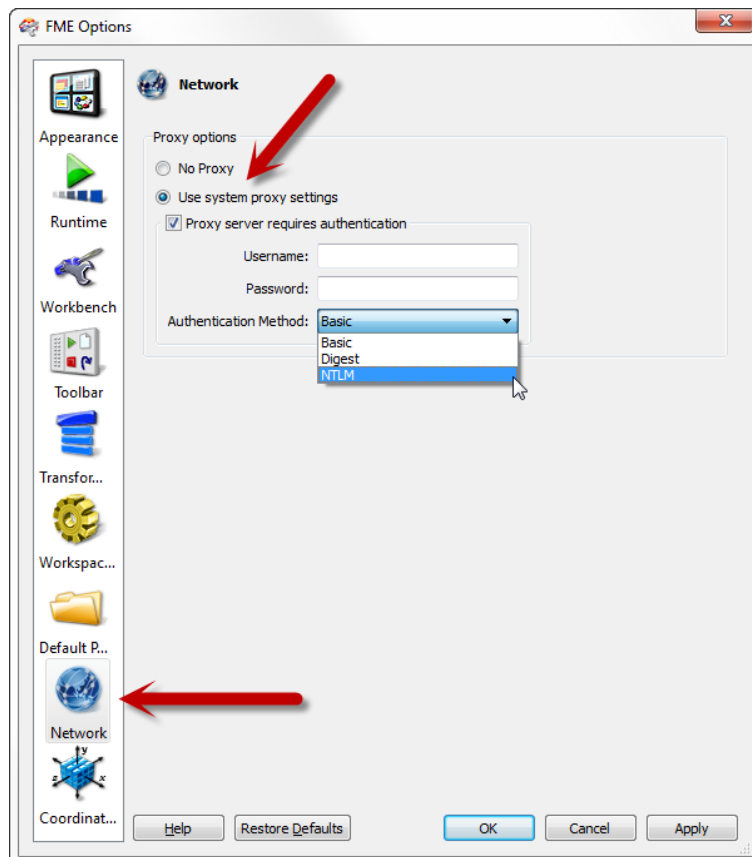 FME Options
Network
Appearance
Proxy options
No Proxy
Use system proxy settings
Runtime
Proxy server requires authentication
Username:
Password:
Workbench
Authentication Method: Basic
Basic
Digest
NTLM
Toolbar
Transfor...
Workspac...
Default P...
Network
y
z x
Coordinat...
Help Restore Defaults OK Cancel Apply